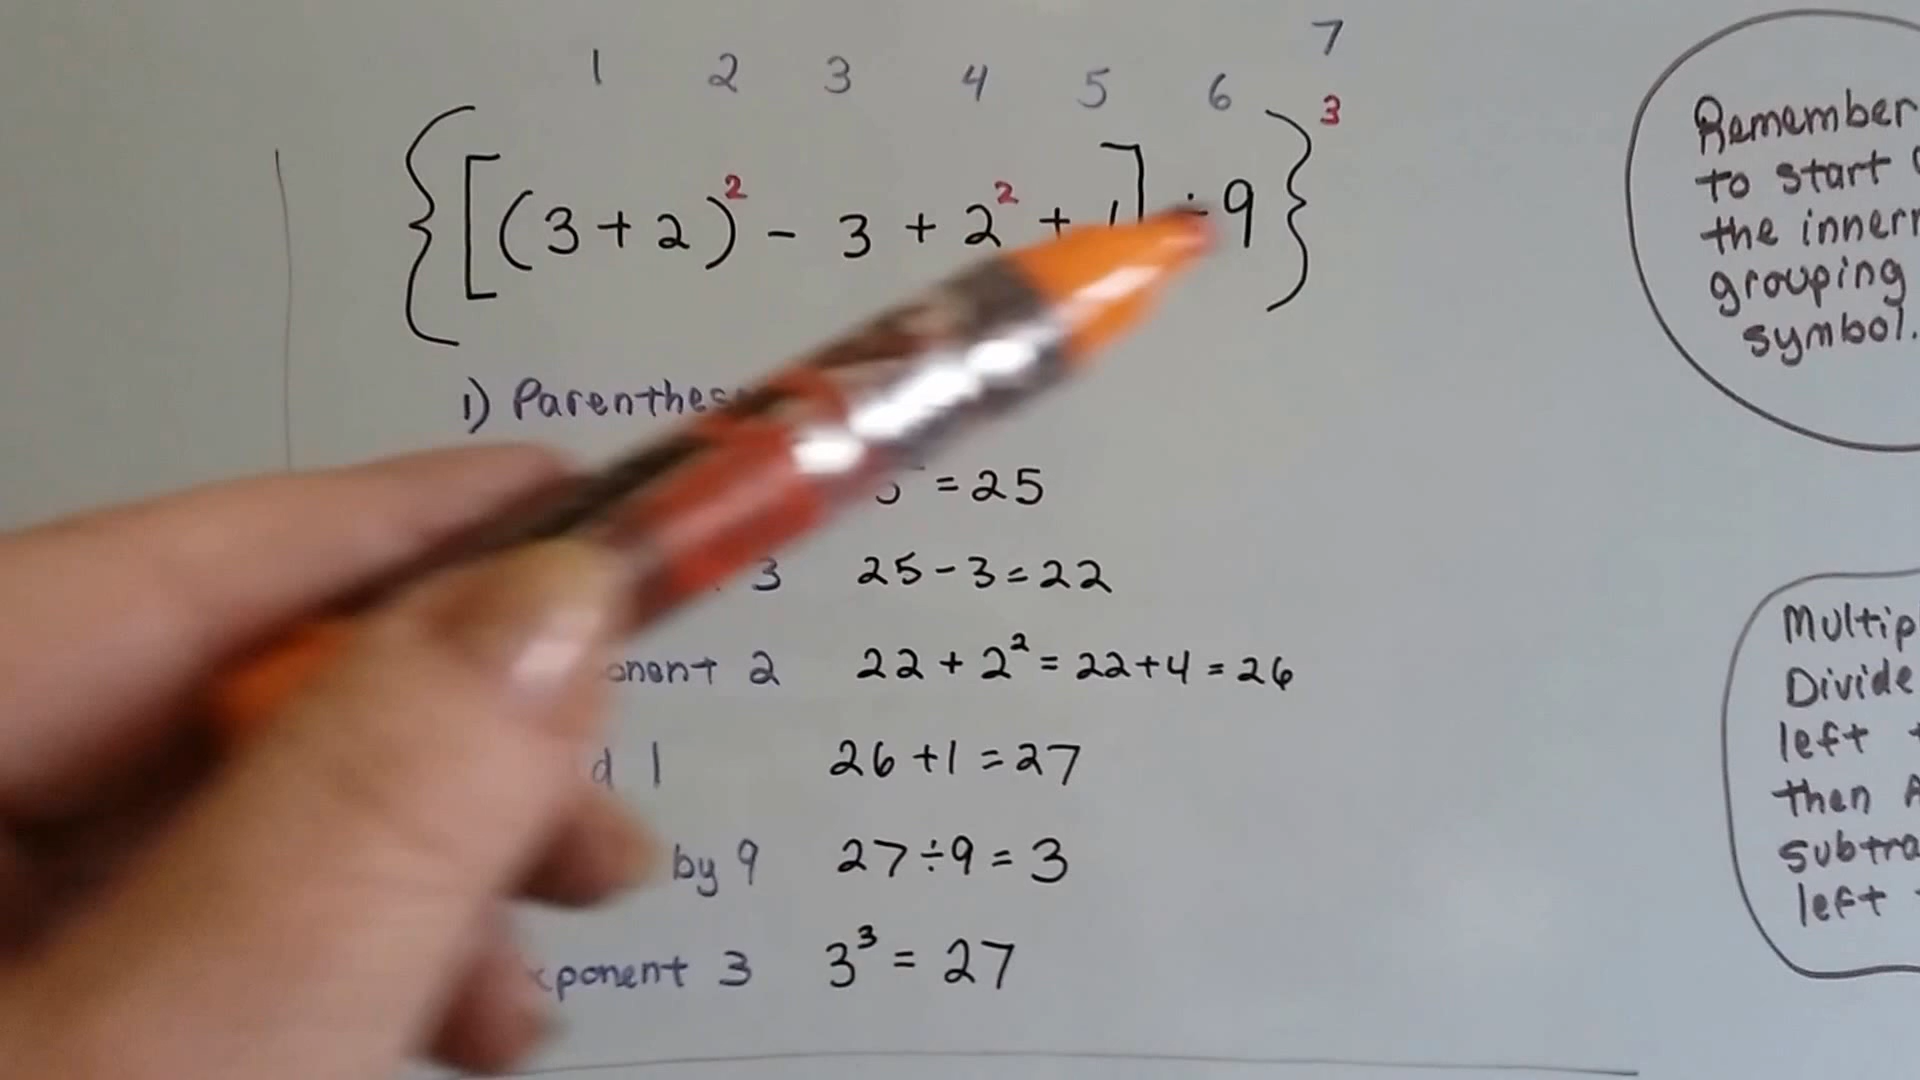 1 2 3 4 5 6 7
{[(3+2)² - 3 + 2² + 1] ÷ 9}³
1) Parenthes
= 25
3 25 - 3 = 22
2 22 + 2² = 22 + 4 = 26
1 26 + 1 = 27
by 9 27 ÷ 9 = 3
exponent 3 3³ = 27
Remember
to start
the inner
grouping
symbol.
Multip
Divide
left
then A
subtra
left